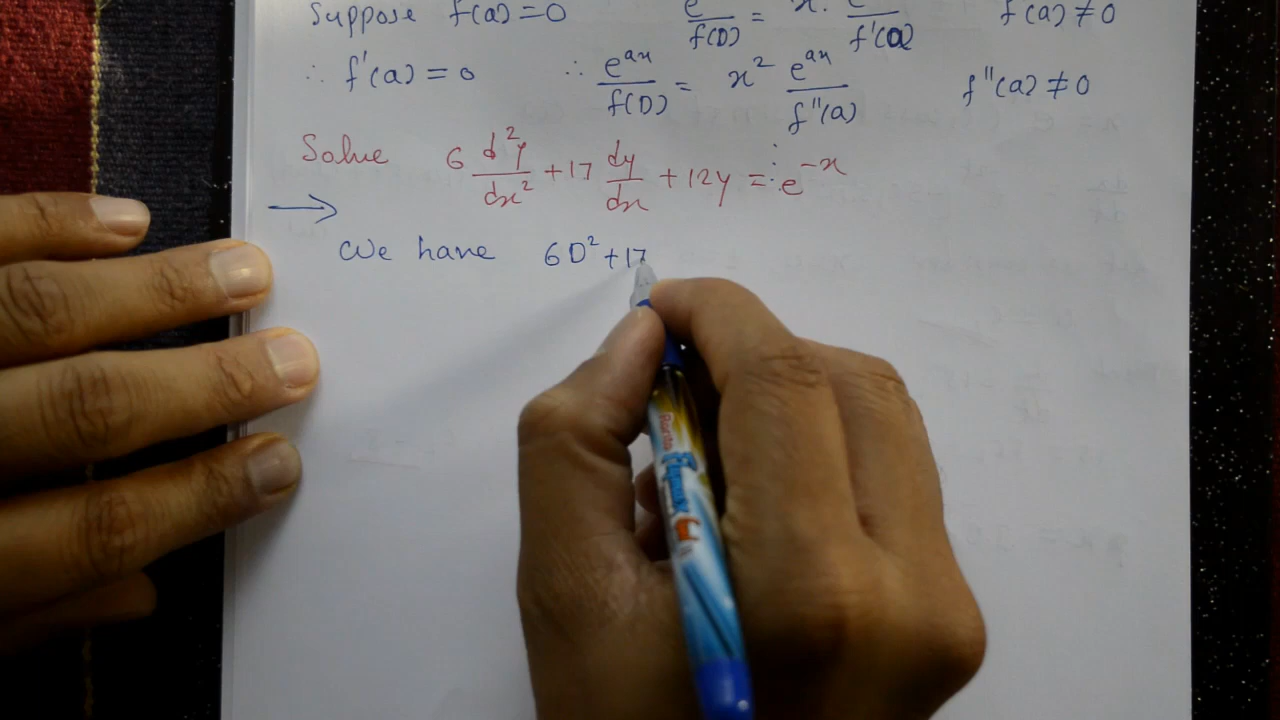 Suppose f(a)=0 e/f(D) = x. e/f'(a) f(a)≠0
∴ f'(a)=0 ∴ e^{ax}/f(D) = x² e^{ax}/f''(a) f''(a)≠0
Solve 6 d²y/dx² + 17 dy/dx + 12y = e^{-x}
→
We have 6D²+17